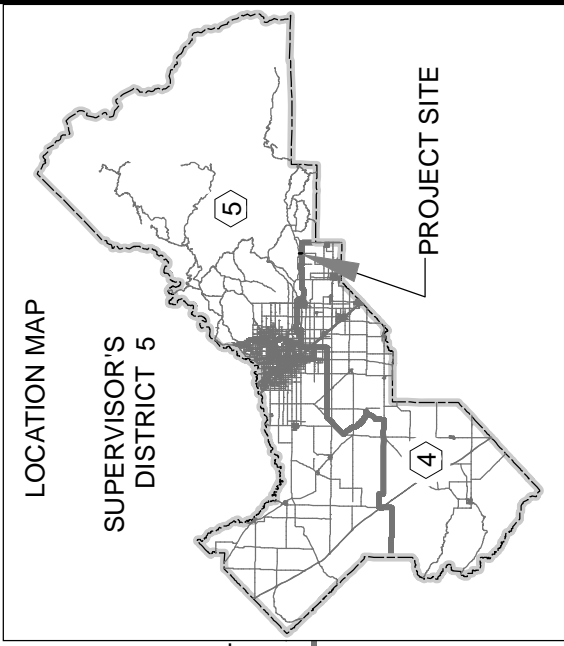 LOCATION MAP
SUPERVISOR'S
DISTRICT 5
5
4
PROJECT SITE